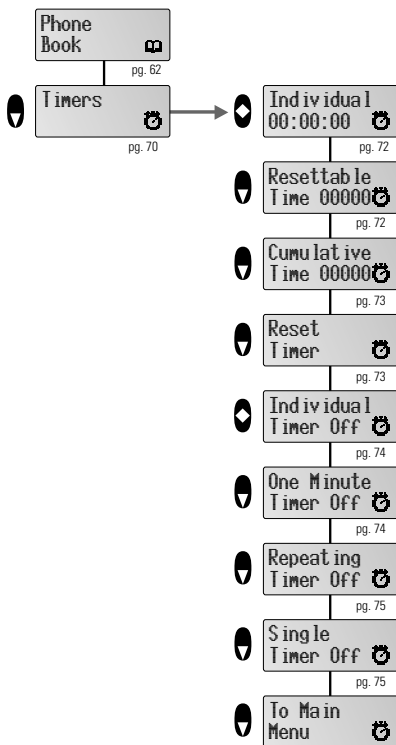 Phone
Book
pg. 62
Timers
pg. 70
Individual
00:00:00
pg. 72
Resettable
Time 00000
pg. 72
Cumulative
Time 00000
pg. 73
Reset
Timer
pg. 73
Individual
Timer Off
pg. 74
One Minute
Timer Off
pg. 74
Repeating
Timer Off
pg. 75
Single
Timer Off
pg. 75
To Main
Menu